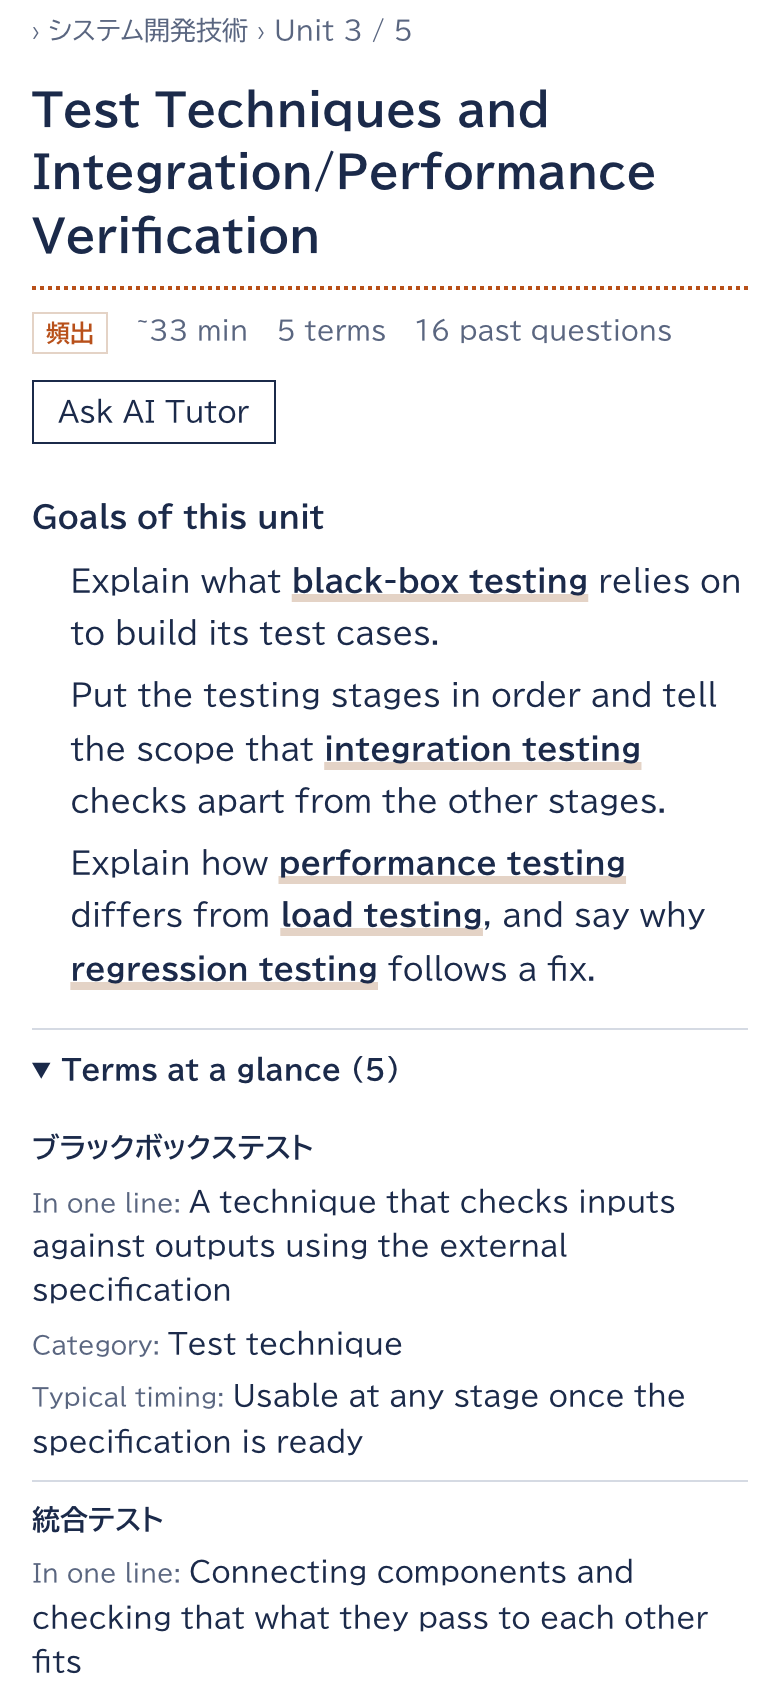 › システム開発技術 › Unit 3 / 5
Test Techniques and
Integration/Performance
Verification
頻出 ~33 min 5 terms 16 past questions
Ask AI Tutor
Goals of this unit
Explain what black-box testing relies on
to build its test cases.
Put the testing stages in order and tell
the scope that integration testing
checks apart from the other stages.
Explain how performance testing
differs from load testing, and say why
regression testing follows a fix.
▼ Terms at a glance (5)
ブラックボックステスト
In one line: A technique that checks inputs
against outputs using the external
specification
Category: Test technique
Typical timing: Usable at any stage once the
specification is ready
統合テスト
In one line: Connecting components and
checking that what they pass to each other
fits